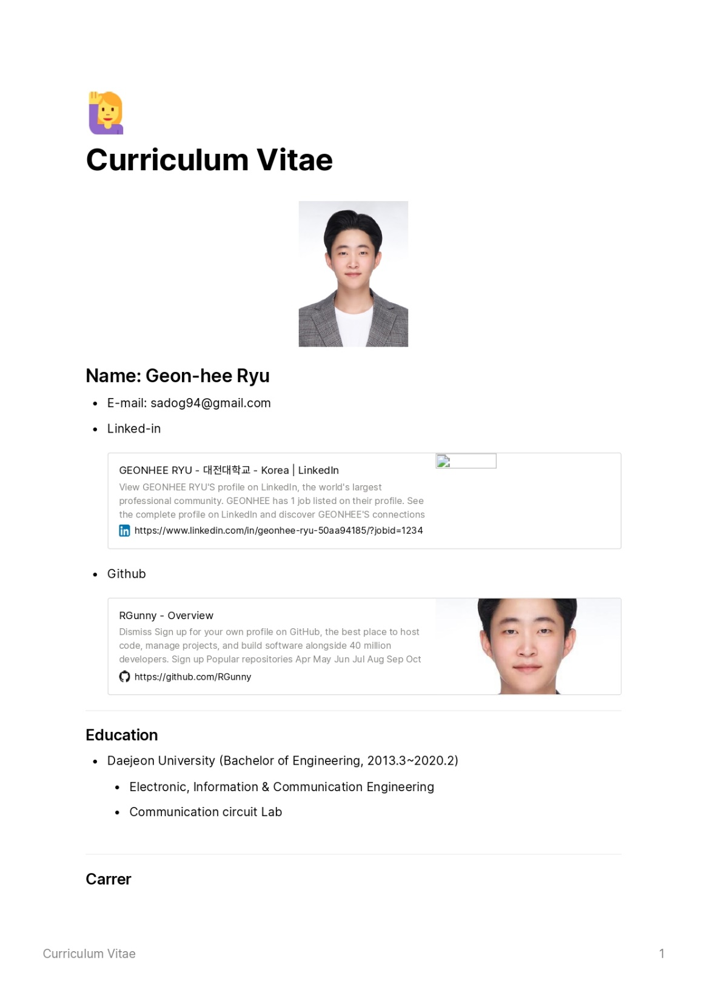 Curriculum Vitae
Name: Geon-hee Ryu
E-mail: sadog94@gmail.com
Linked-in
GEONHEE RYU - 대전대학교 - Korea | LinkedIn
View GEONHEE RYU'S profile on LinkedIn, the world's largest
professional community. GEONHEE has 1 job listed on their profile. See
the complete profile on LinkedIn and discover GEONHEE'S connections
https://www.linkedin.com/in/geonhee-ryu-50aa94185/?jobid=1234
Github
RGunny - Overview
Dismiss Sign up for your own profile on GitHub, the best place to host
code, manage projects, and build software alongside 40 million
developers. Sign up Popular repositories Apr May Jun Jul Aug Sep Oct
https://github.com/RGunny
Education
Daejeon University (Bachelor of Engineering, 2013.3~2020.2)
Electronic, Information & Communication Engineering
Communication circuit Lab
Carrer
Curriculum Vitae 1